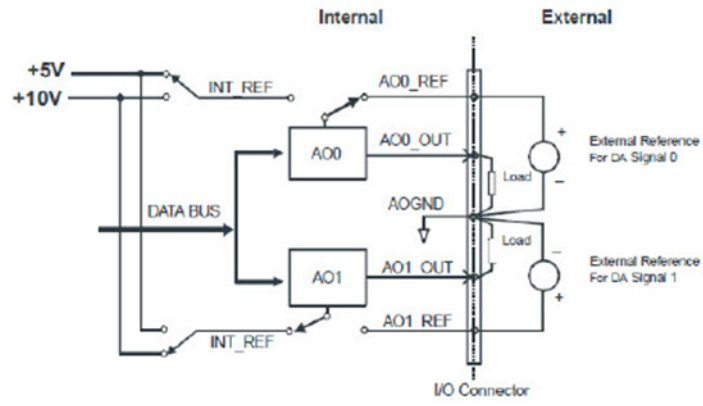 Internal
External
+5V
+10V
INT_REF
AO0_REF
AO0
AO0_OUT
Load
+
−
External Reference
For DA Signal 0
DATA BUS
AOGND
AO1
AO1_OUT
Load
−
+
External Reference
For DA Signal 1
INT_REF
AO1_REF
I/O Connector